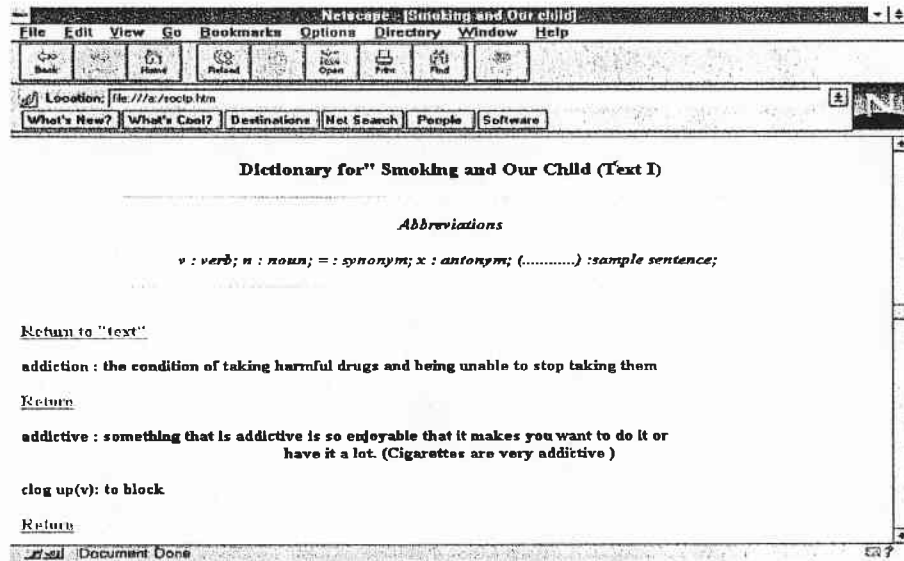 Netscape - [Smoking and Our child]
File Edit View Go Bookmarks Options Directory Window Help
Back Home Reload Open Print Find
Location: file:///a:/soctp.htm
What's New? What's Cool? Destinations Net Search People Software
Dictionary for" Smoking and Our Child (Text I)
Abbreviations
v : verb; n : noun; = : synonym; x : antonym; (............) :sample sentence;
Return to "text"
addiction : the condition of taking harmful drugs and being unable to stop taking them
Return
addictive : something that is addictive is so enjoyable that it makes you want to do it or
have it a lot. (Cigarettes are very addictive )
clog up(v): to block
Return
Document Done